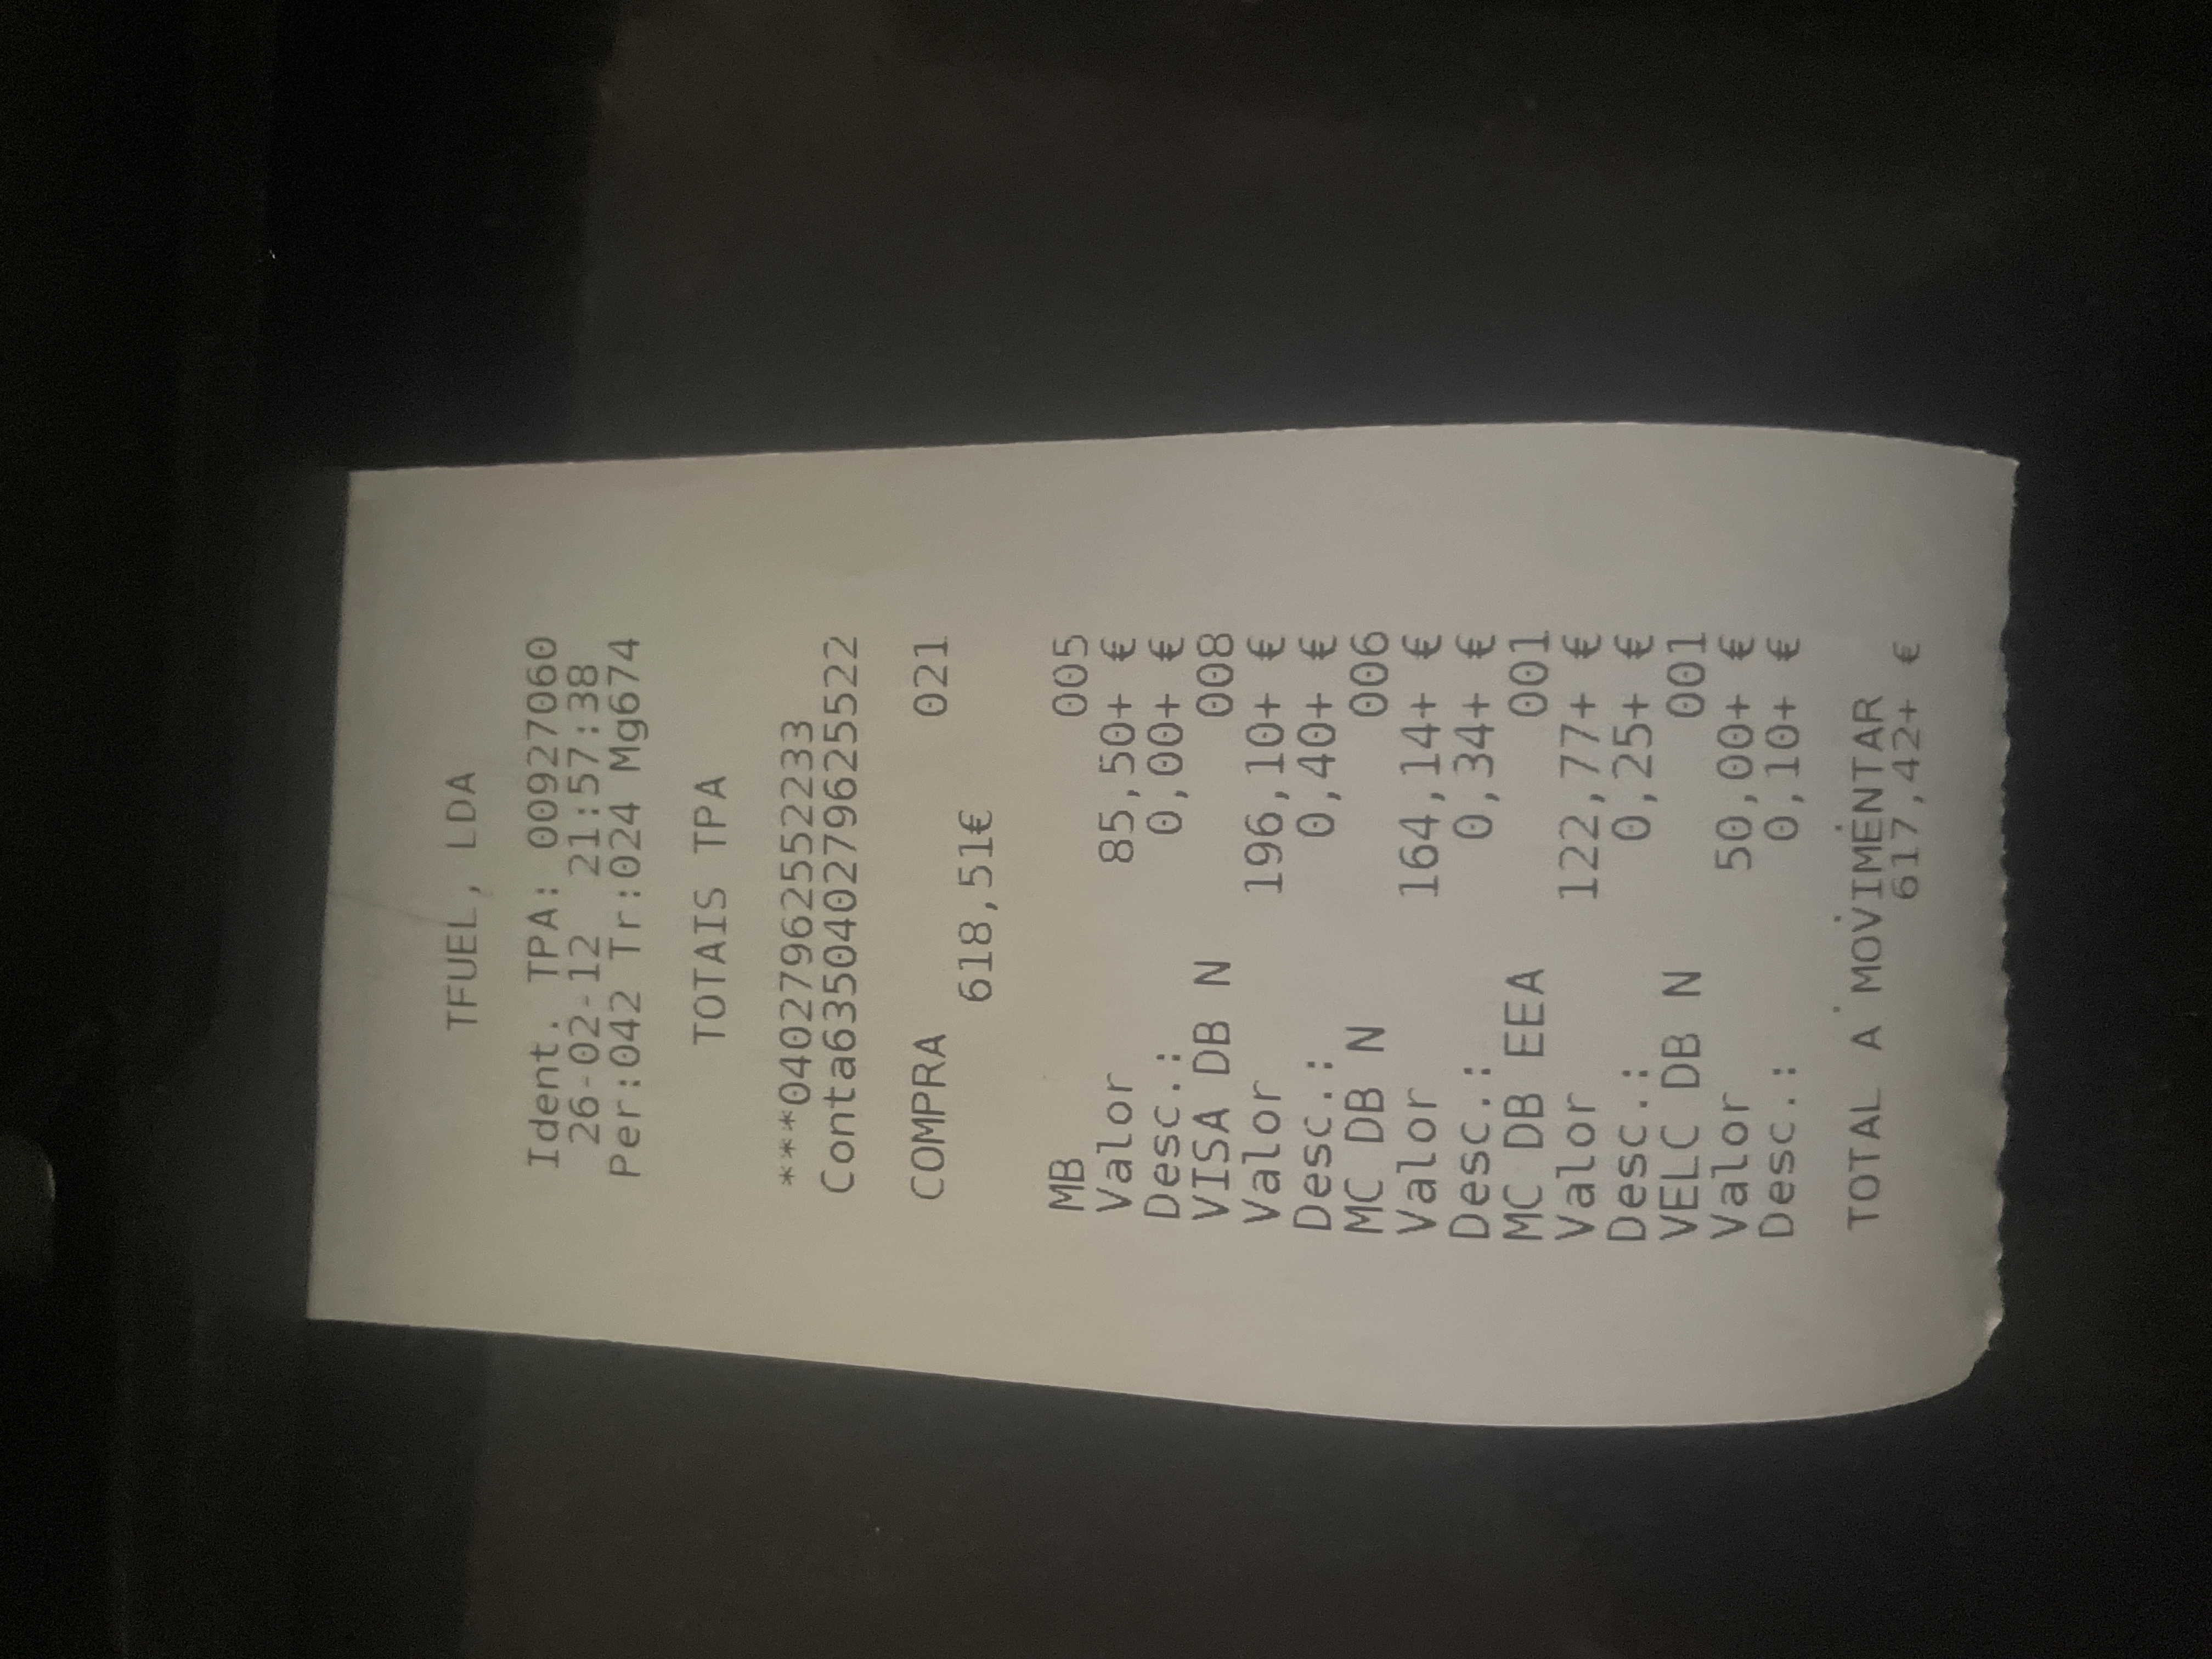 TFUEL, LDA
Ident. TPA: 009927060
26-02-12 21:57:38
Per:042 Tr:024 Mg674
TOTAIS TPA
***0402796255522233
Conta6350402796255522
COMPRA 021
618,51€
MB 005
Valor 85,50+ €
Desc.: 0,00+ €
VISA DB N 008
Valor 196,10+ €
Desc.: 0,40+ €
MC DB N 006
Valor 164,14+ €
Desc.: 0,34+ €
MC DB EEA 001
Valor 122,77+ €
Desc.: 0,25+ €
VELC DB N 001
Valor 50,00+ €
Desc.: 0,10+ €
TOTAL A MOVIMENTAR
617,42+ €